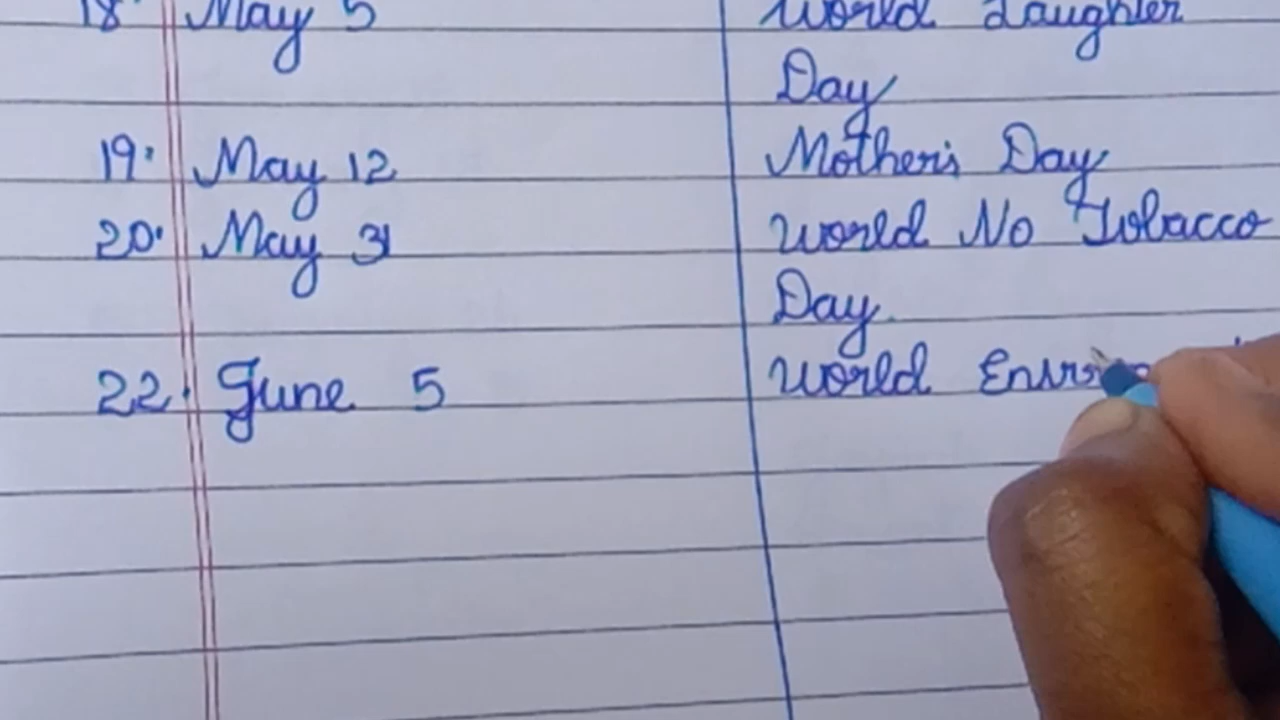 18. May 5 World Laughter
Day
19. May 12 Mother's Day
20. May 31 World No Tobacco
Day
22. June 5 World